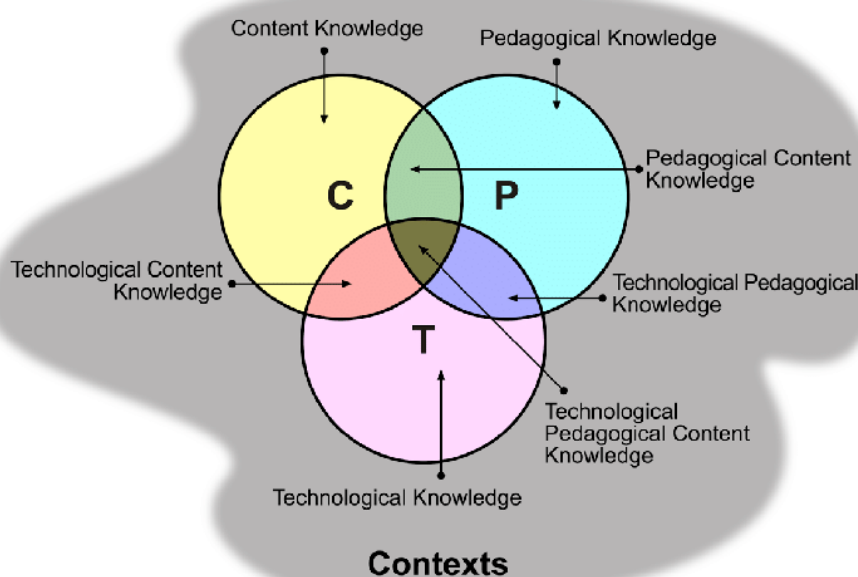 Content Knowledge
Pedagogical Knowledge
Pedagogical Content
Knowledge
C
P
Technological Content
Knowledge
Technological Pedagogical
Knowledge
T
Technological
Pedagogical Content
Knowledge
Technological Knowledge
Contexts